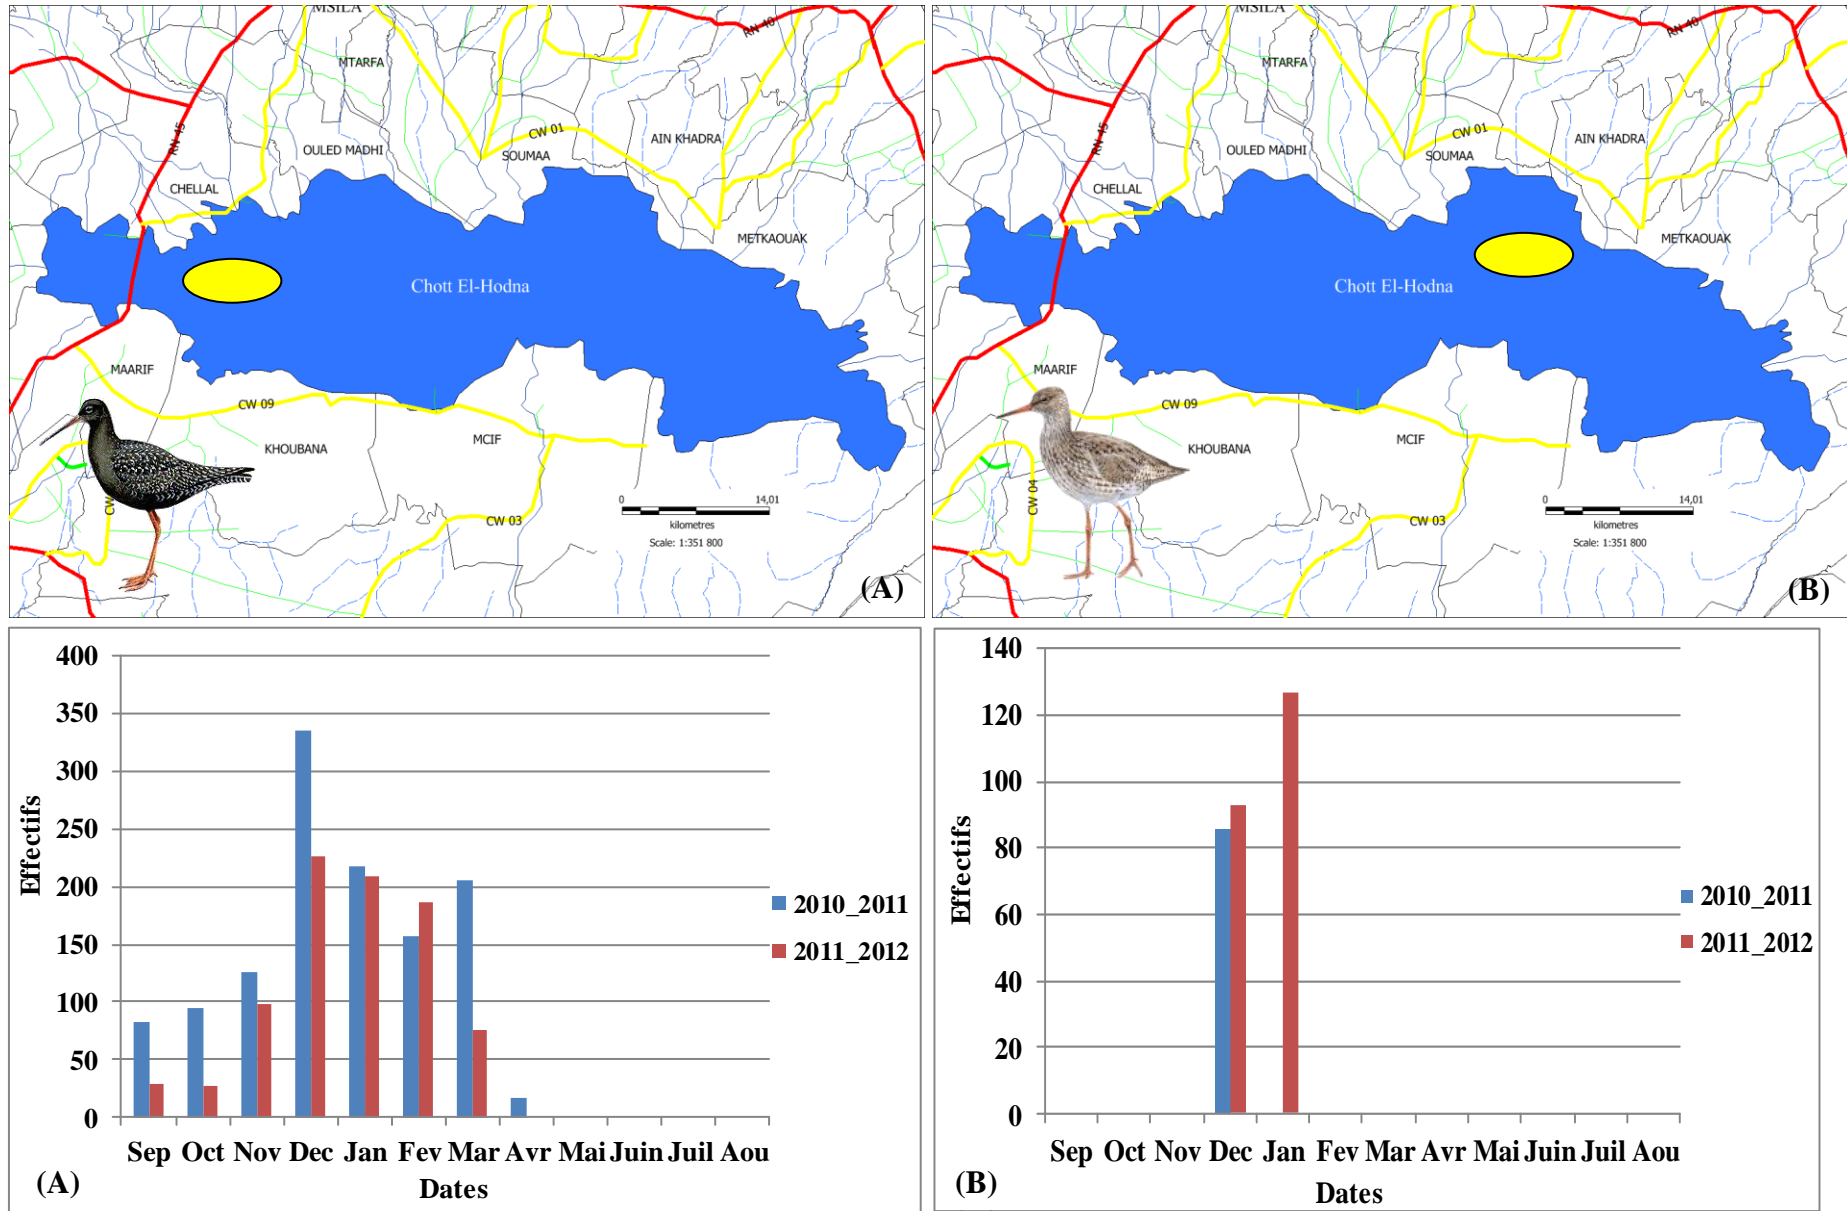 MSILA
RN 40
MTARFA
RN 45
CW 01
AIN KHADRA
OULED MADHI
SOUMAA
CHELLAL
METKAOUAK
Chott El-Hodna
MAARIF
CW 09
KHOUBANA
MCIF
CW
CW 03
0 14,01
kilometres
Scale: 1:351 800
(A)
MSILA
RN 40
MTARFA
RN 45
CW 01
AIN KHADRA
OULED MADHI
SOUMAA
CHELLAL
METKAOUAK
Chott El-Hodna
MAARIF
CW 09
KHOUBANA
MCIF
CW 04
CW 03
0 14,01
kilometres
Scale: 1:351 800
(B)
400
350
300
250
200
150
100
50
0
Effectifs
Sep Oct Nov Dec Jan Fev Mar Avr Mai Juin Juil Aou
Dates
2010_2011
2011_2012
(A)
140
120
100
80
60
40
20
0
Effectifs
Sep Oct Nov Dec Jan Fev Mar Avr Mai Juin Juil Aou
Dates
2010_2011
2011_2012
(B)